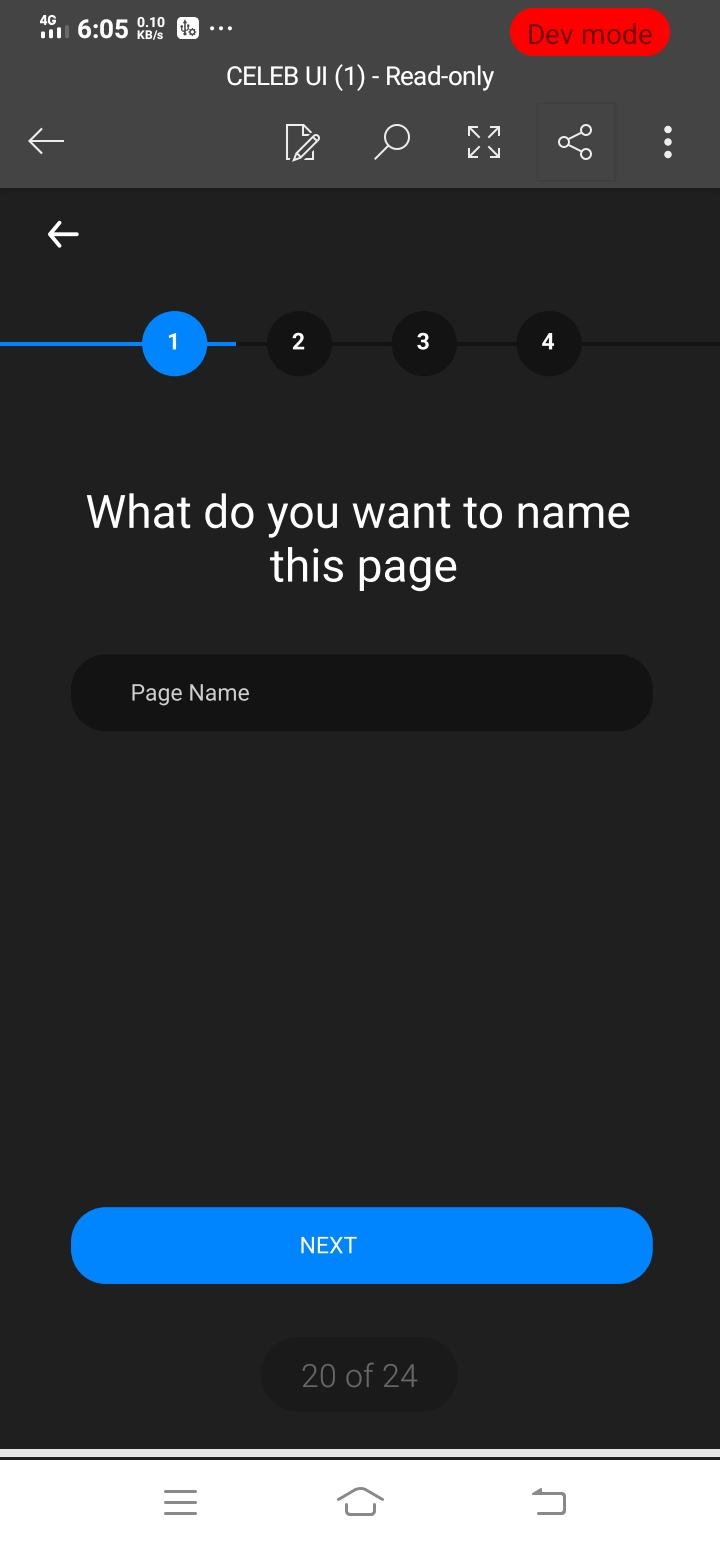 4G 6:05 0.10 KB/s ...
Dev mode
CELEB UI (1) - Read-only
1 2 3 4
What do you want to name
this page
Page Name
NEXT
20 of 24